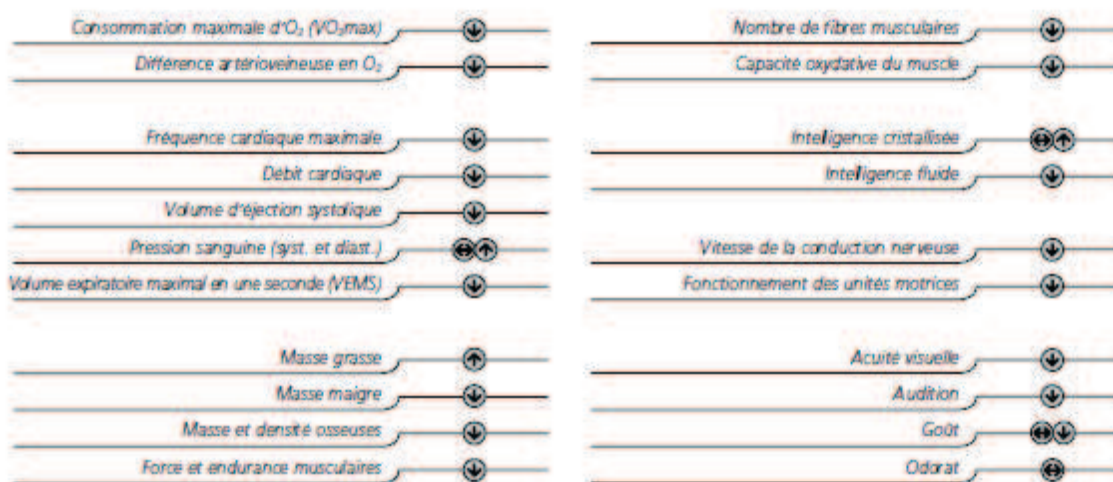 Consommation maximale d'O₂ (VO₂max)
Différence artérioveineuse en O₂
Fréquence cardiaque maximale
Débit cardiaque
Volume d'éjection systolique
Pression sanguine (syst. et diast.)
Volume expiratoire maximal en une seconde (VEMS)
Masse grasse
Masse maigre
Masse et densité osseuses
Force et endurance musculaires
Nombre de fibres musculaires
Capacité oxydative du muscle
Intelligence cristallisée
Intelligence fluide
Vitesse de la conduction nerveuse
Fonctionnement des unités motrices
Acuité visuelle
Audition
Goût
Odorat